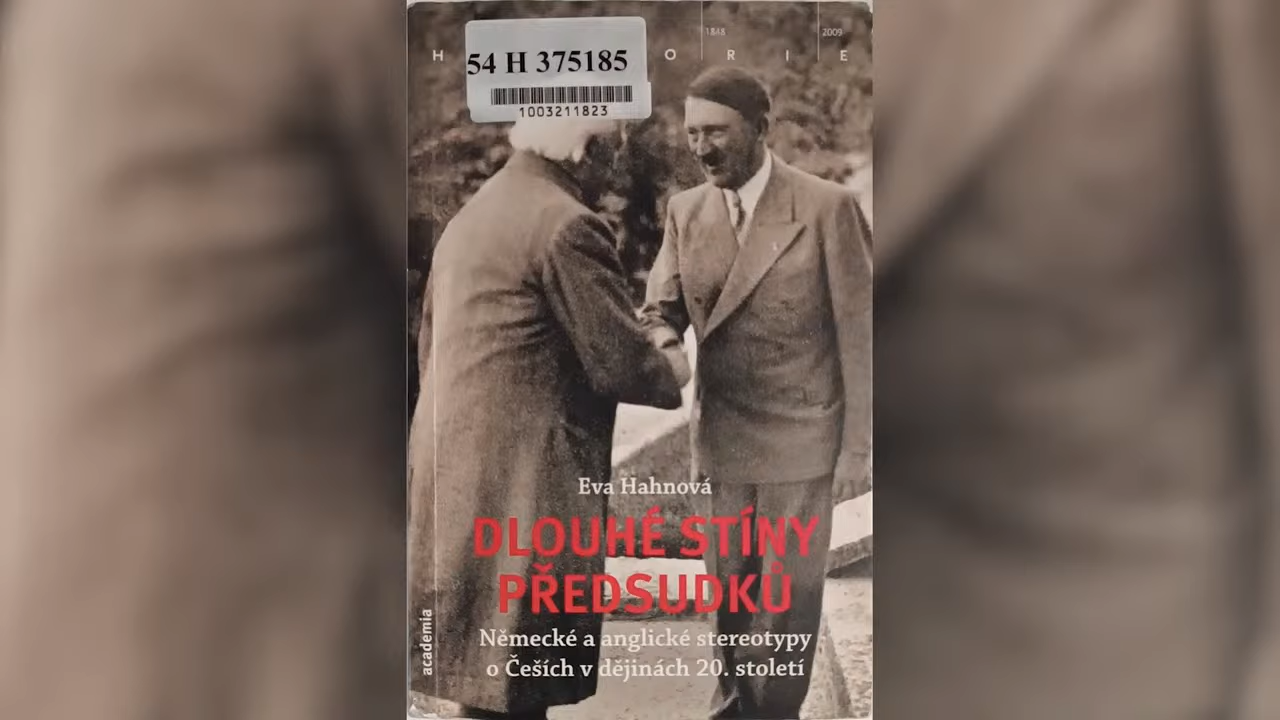 1848
2009
H
O R I E
54 H 375185
1003211823
Eva Hahnová
DLOUHÉ STÍNY
PŘEDSUDKŮ
Německé a anglické stereotypy
o Češích v dějinách 20. století
academia